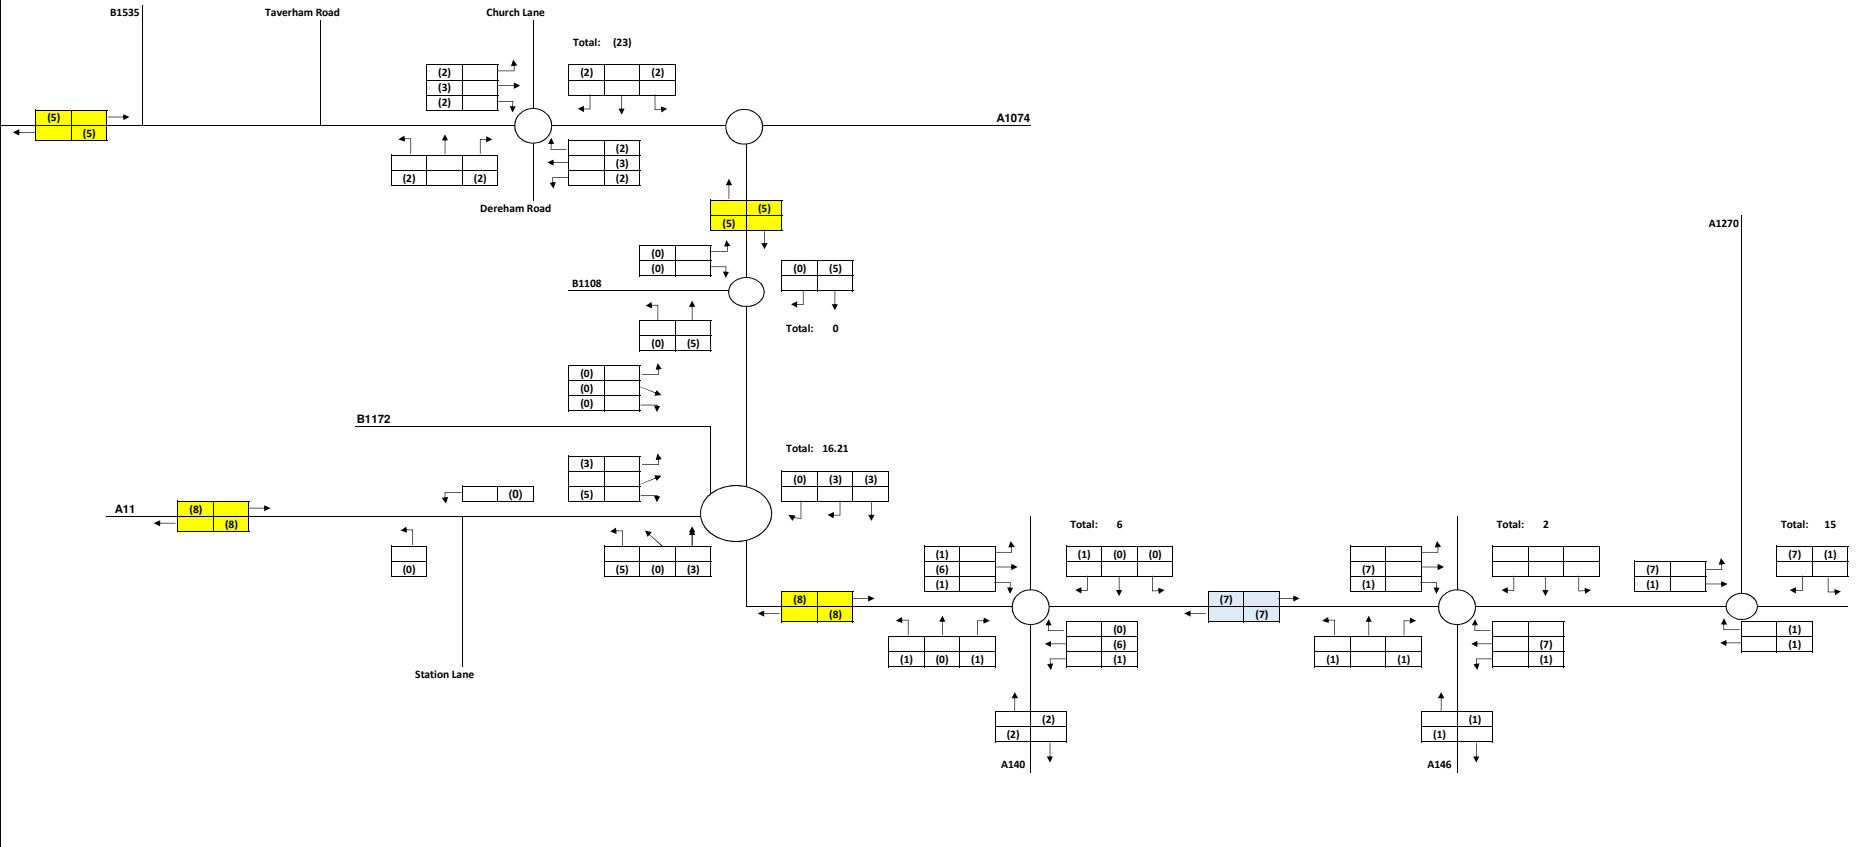 B1535 Taverham Road Church Lane
Total: (23)
(2) (2) (2)
(3)
(2)
(5) A1074
(5)
(2)
(3)
(2) (2) (2)
Dereham Road
(5)
(5)
A1270
(0)
(0) (0) (5)
B1108
Total: 0
(0) (5)
(0)
(0)
(0)
B1172
Total: 16.21
(3)
(0) (3) (3)
(5)
(0)
A11 (8)
(8)
Total: 6 Total: 2 Total: 15
(1) (1) (0) (0) (7) (1)
(0) (5) (0) (3) (6) (7) (7)
(1) (1) (1)
(8) (7)
(8) (7)
(0) (1)
(6) (7) (1)
(1) (0) (1) (1) (1) (1) (1)
Station Lane
(2) (1)
(2) (1)
A140 A146